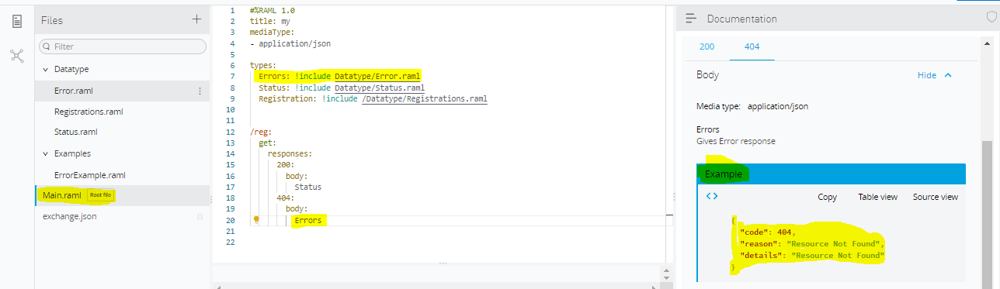 Files
+
Filter
Datatype
Error.raml
Registrations.raml
Status.raml
Examples
ErrorExample.raml
Main.raml Root file
exchange.json
1 #%RAML 1.0
2 title: my
3 mediaType:
4 - application/json
5
6 types:
7 Errors: !include Datatype/Error.raml
8 Status: !include Datatype/Status.raml
9 Registration: !include /Datatype/Registrations.raml
10
11
12 /reg:
13 get:
14 responses:
15 200:
16 body:
17 Status
18 404:
19 body:
20 Errors
21
22
Documentation
200 404
Body Hide
Media type: application/json
Errors
Gives Error response
Example
<> Copy Table view Source view
{
"code": 404,
"reason": "Resource Not Found",
"details": "Resource Not Found"
}